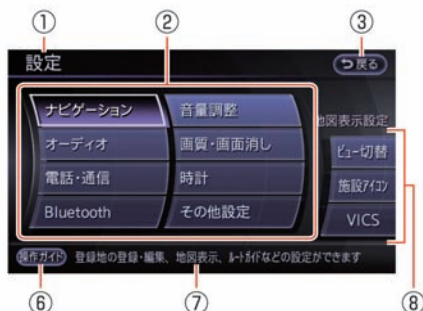 ① ② ③
設定 戻る
ナビゲーション 音量調整
地図表示設定
オーディオ 画質・画面消し
ビュー切替
電話・通信 時計
施設アイコン
Bluetooth その他設定
VICS
操作ガイド 登録地の登録・編集、地図表示、ルートガイドなどの設定ができます
⑥ ⑦ ⑧